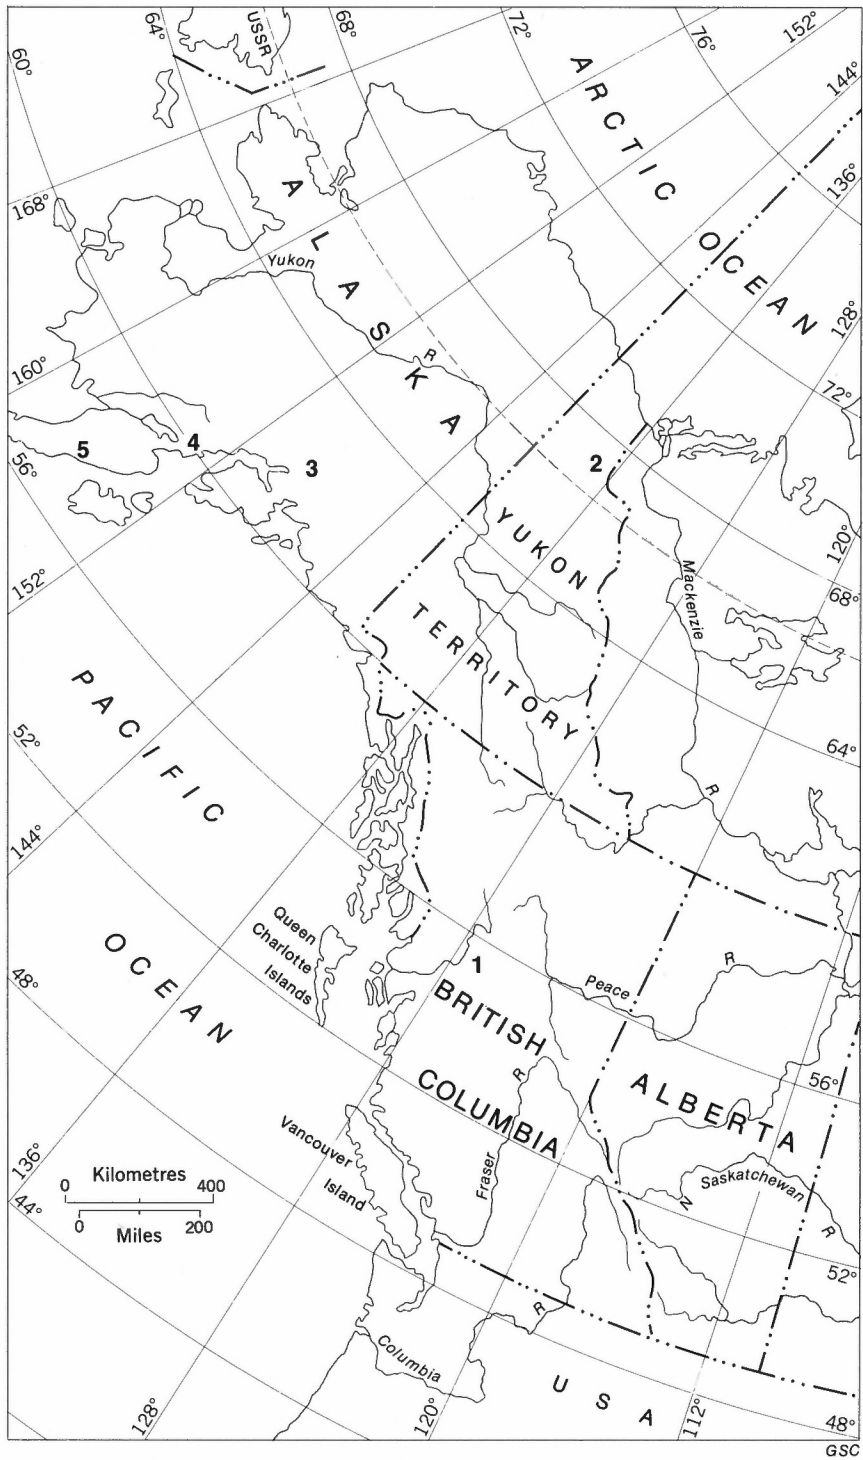 60°
64°
USSR
68°
72°
76°
152°
144°
136°
128°
72°
120°
68°
64°
56°
52°
48°
168°
160°
56°
152°
52°
144°
48°
136°
44°
128°
120°
112°
ARCTIC
OCEAN
ALASKA
Yukon
R
5
4
3
2
YUKON
TERRITORY
Mackenzie
R
PACIFIC
OCEAN
Queen
Charlotte
Islands
1
BRITISH
COLUMBIA
Peace
R
ALBERTA
R
Fraser
Vancouver
Island
N
Saskatchewan
R
0 Kilometres 400
0 Miles 200
Columbia
R
USA
GSC